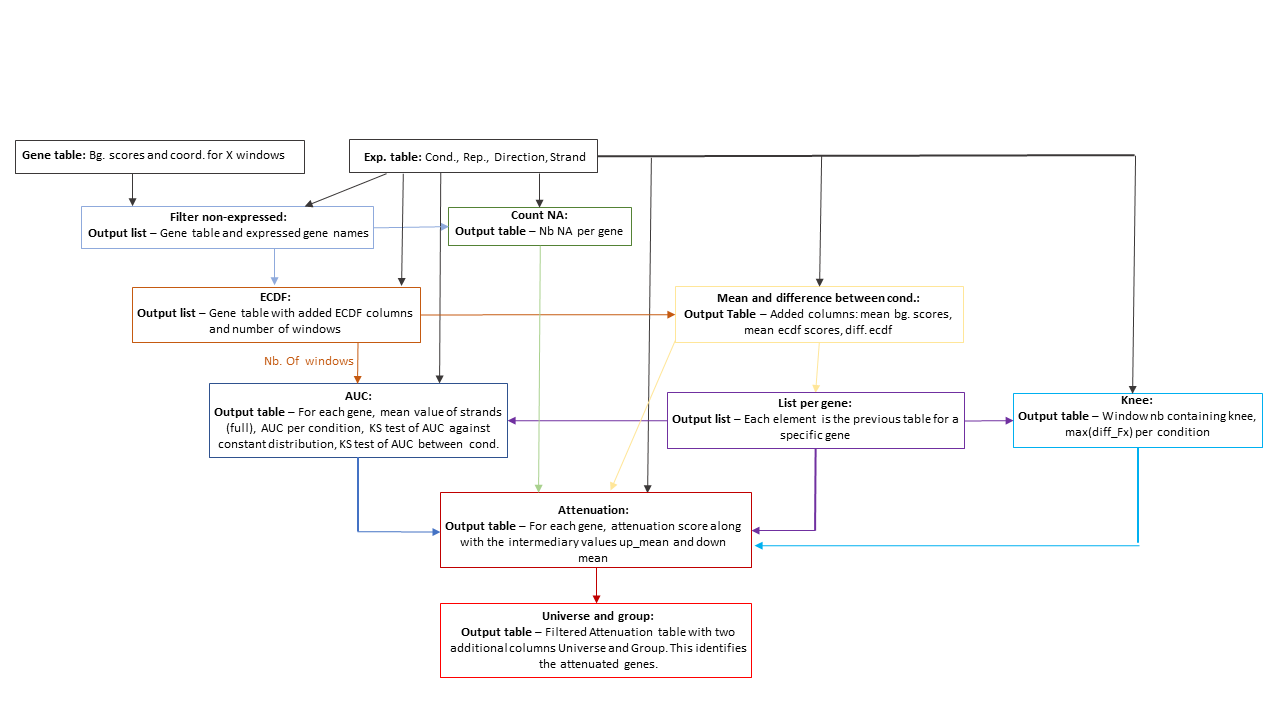 Gene table: Bg. scores and coord. for X windows
Exp. table: Cond., Rep., Direction, Strand
Filter non-expressed:
Output list – Gene table and expressed gene names
Count NA:
Output table – Nb NA per gene
ECDF:
Output list – Gene table with added ECDF columns
and number of windows
Mean and difference between cond.:
Output Table – Added columns: mean bg. scores,
mean ecdf scores, diff. ecdf
Nb. Of windows
AUC:
Output table – For each gene, mean value of strands
(full), AUC per condition, KS test of AUC against
constant distribution, KS test of AUC between cond.
List per gene:
Output list – Each element is the previous table for a
specific gene
Knee:
Output table – Window nb containing knee,
max(diff_Fx) per condition
Attenuation:
Output table – For each gene, attenuation score along
with the intermediary values up_mean and down
mean
Universe and group:
Output table – Filtered Attenuation table with two
additional columns Universe and Group. This identifies
the attenuated genes.